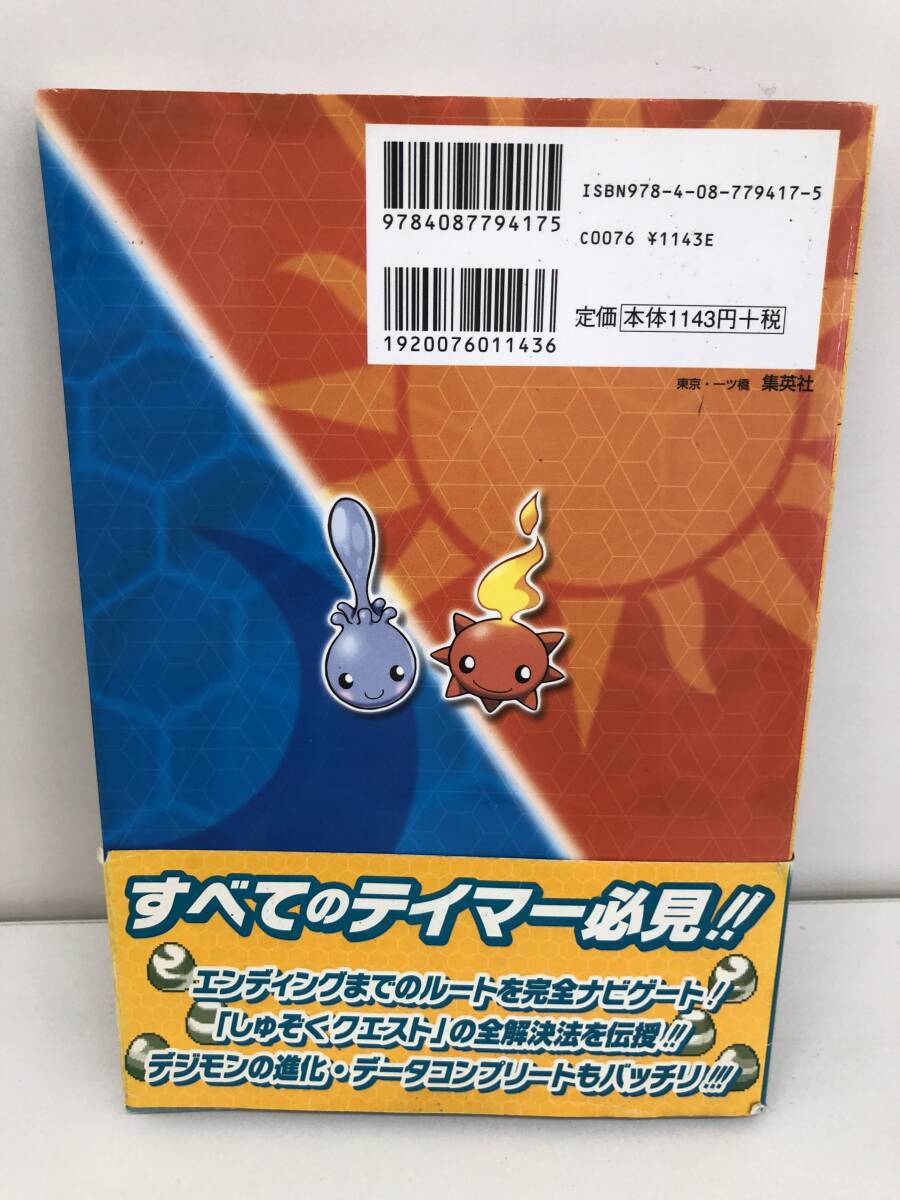 ISBN978-4-08-779417-5
9784087794175
C0076 ¥1143E
1920076011436
定価 本体1143円+税
東京・一ツ橋 集英社
すべてのテイマー必見!!
エンディングまでのルートを完全ナビゲート!
「しゅぞくクエスト」の全解決法を伝授!!!
デジモンの進化・データコンプリートもバッチリ!!!!